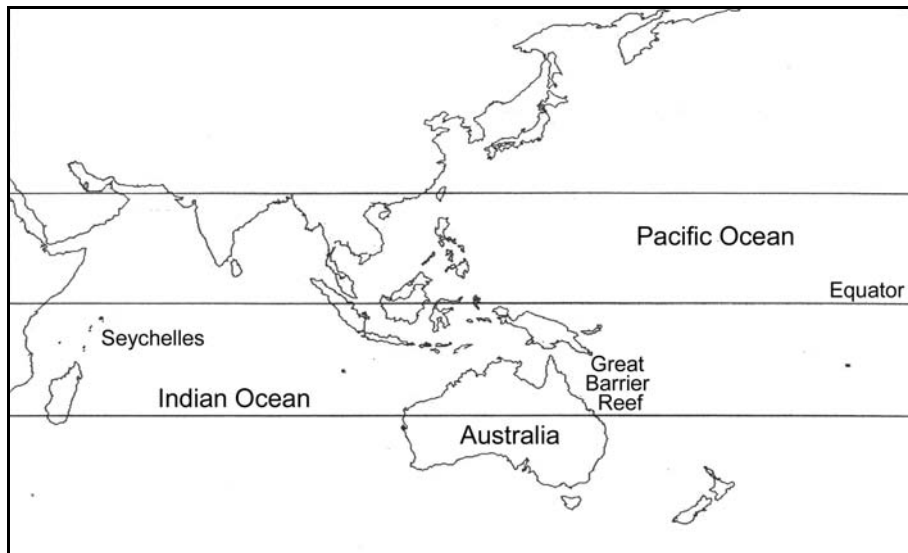 Pacific Ocean
Equator
Seychelles
Great
Barrier
Reef
Indian Ocean
Australia